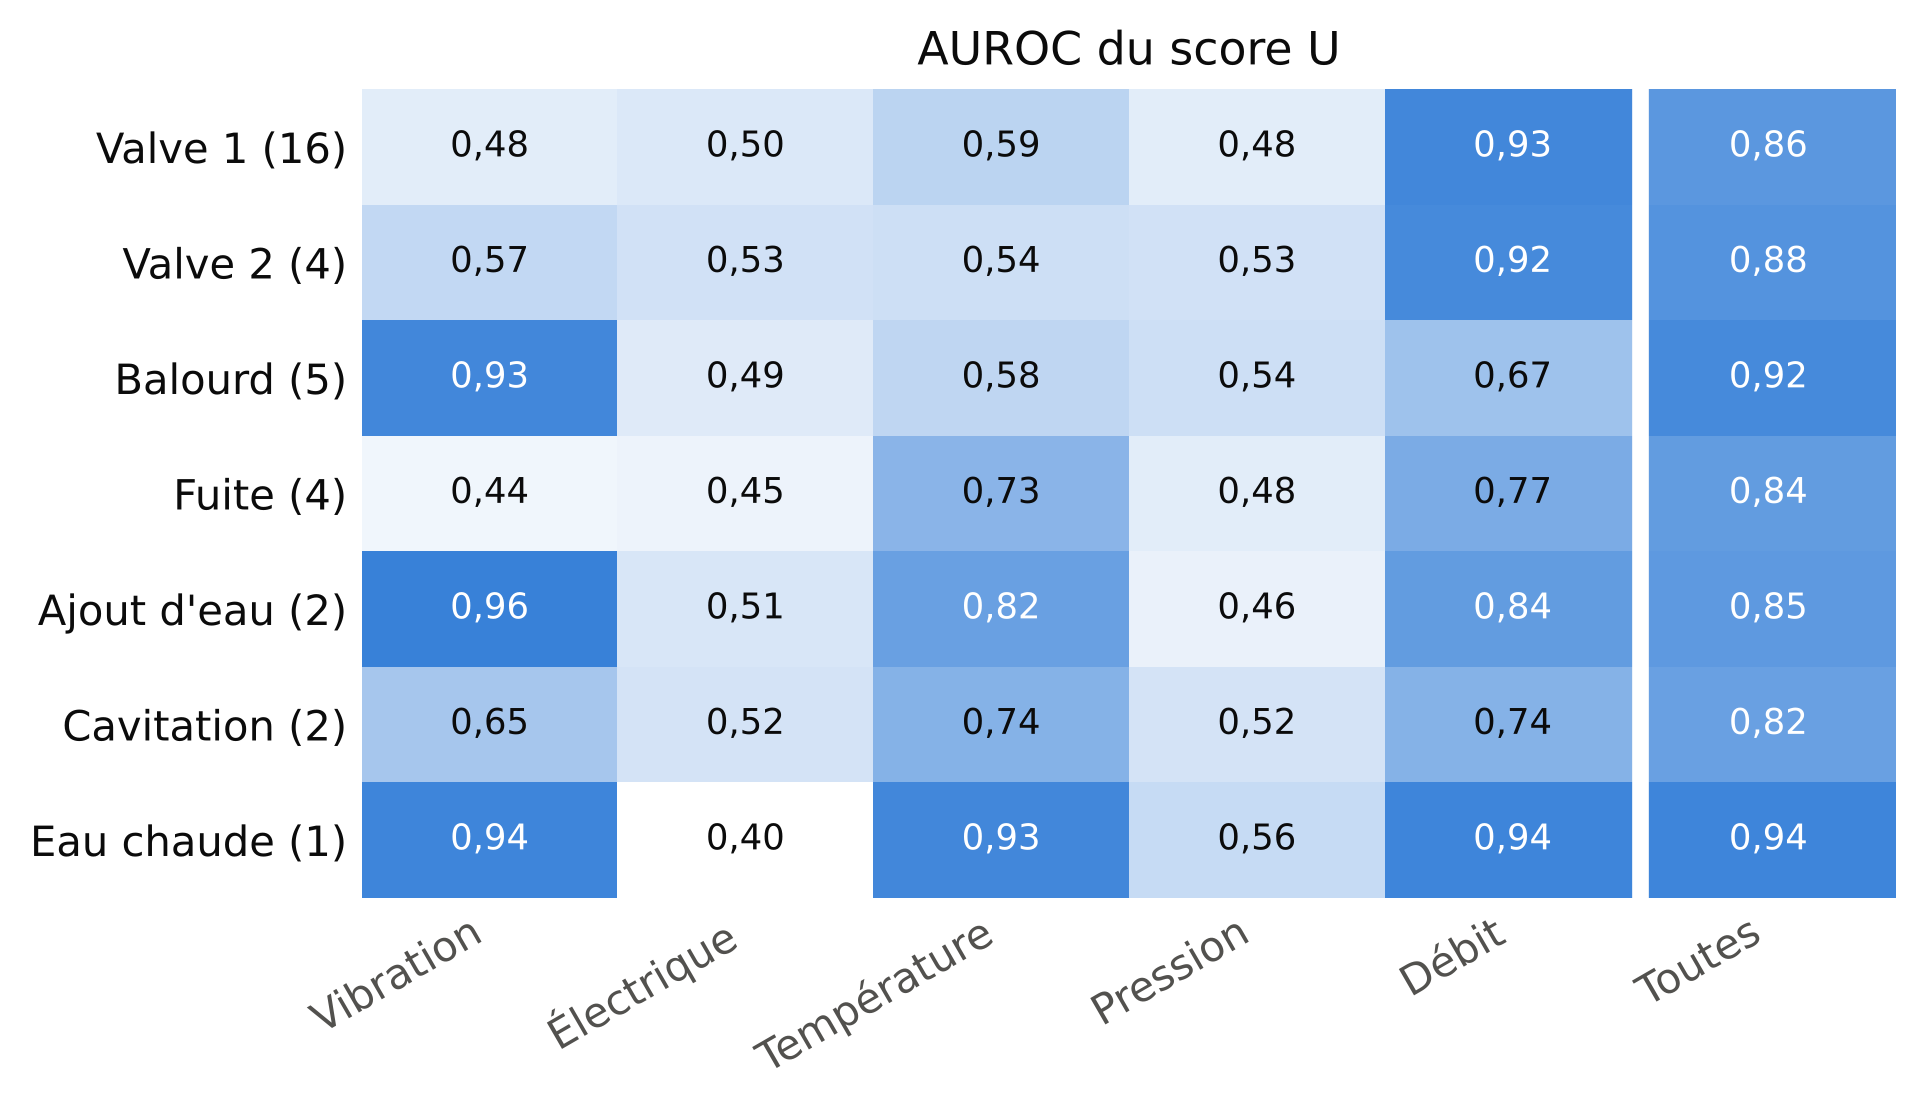 AUROC du score U
Valve 1 (16) 0,48 0,50 0,59 0,48 0,93 0,86
Valve 2 (4) 0,57 0,53 0,54 0,53 0,92 0,88
Balourd (5) 0,93 0,49 0,58 0,54 0,67 0,92
Fuite (4) 0,44 0,45 0,73 0,48 0,77 0,84
Ajout d'eau (2) 0,96 0,51 0,82 0,46 0,84 0,85
Cavitation (2) 0,65 0,52 0,74 0,52 0,74 0,82
Eau chaude (1) 0,94 0,40 0,93 0,56 0,94 0,94
Vibration Électrique Température Pression Débit Toutes